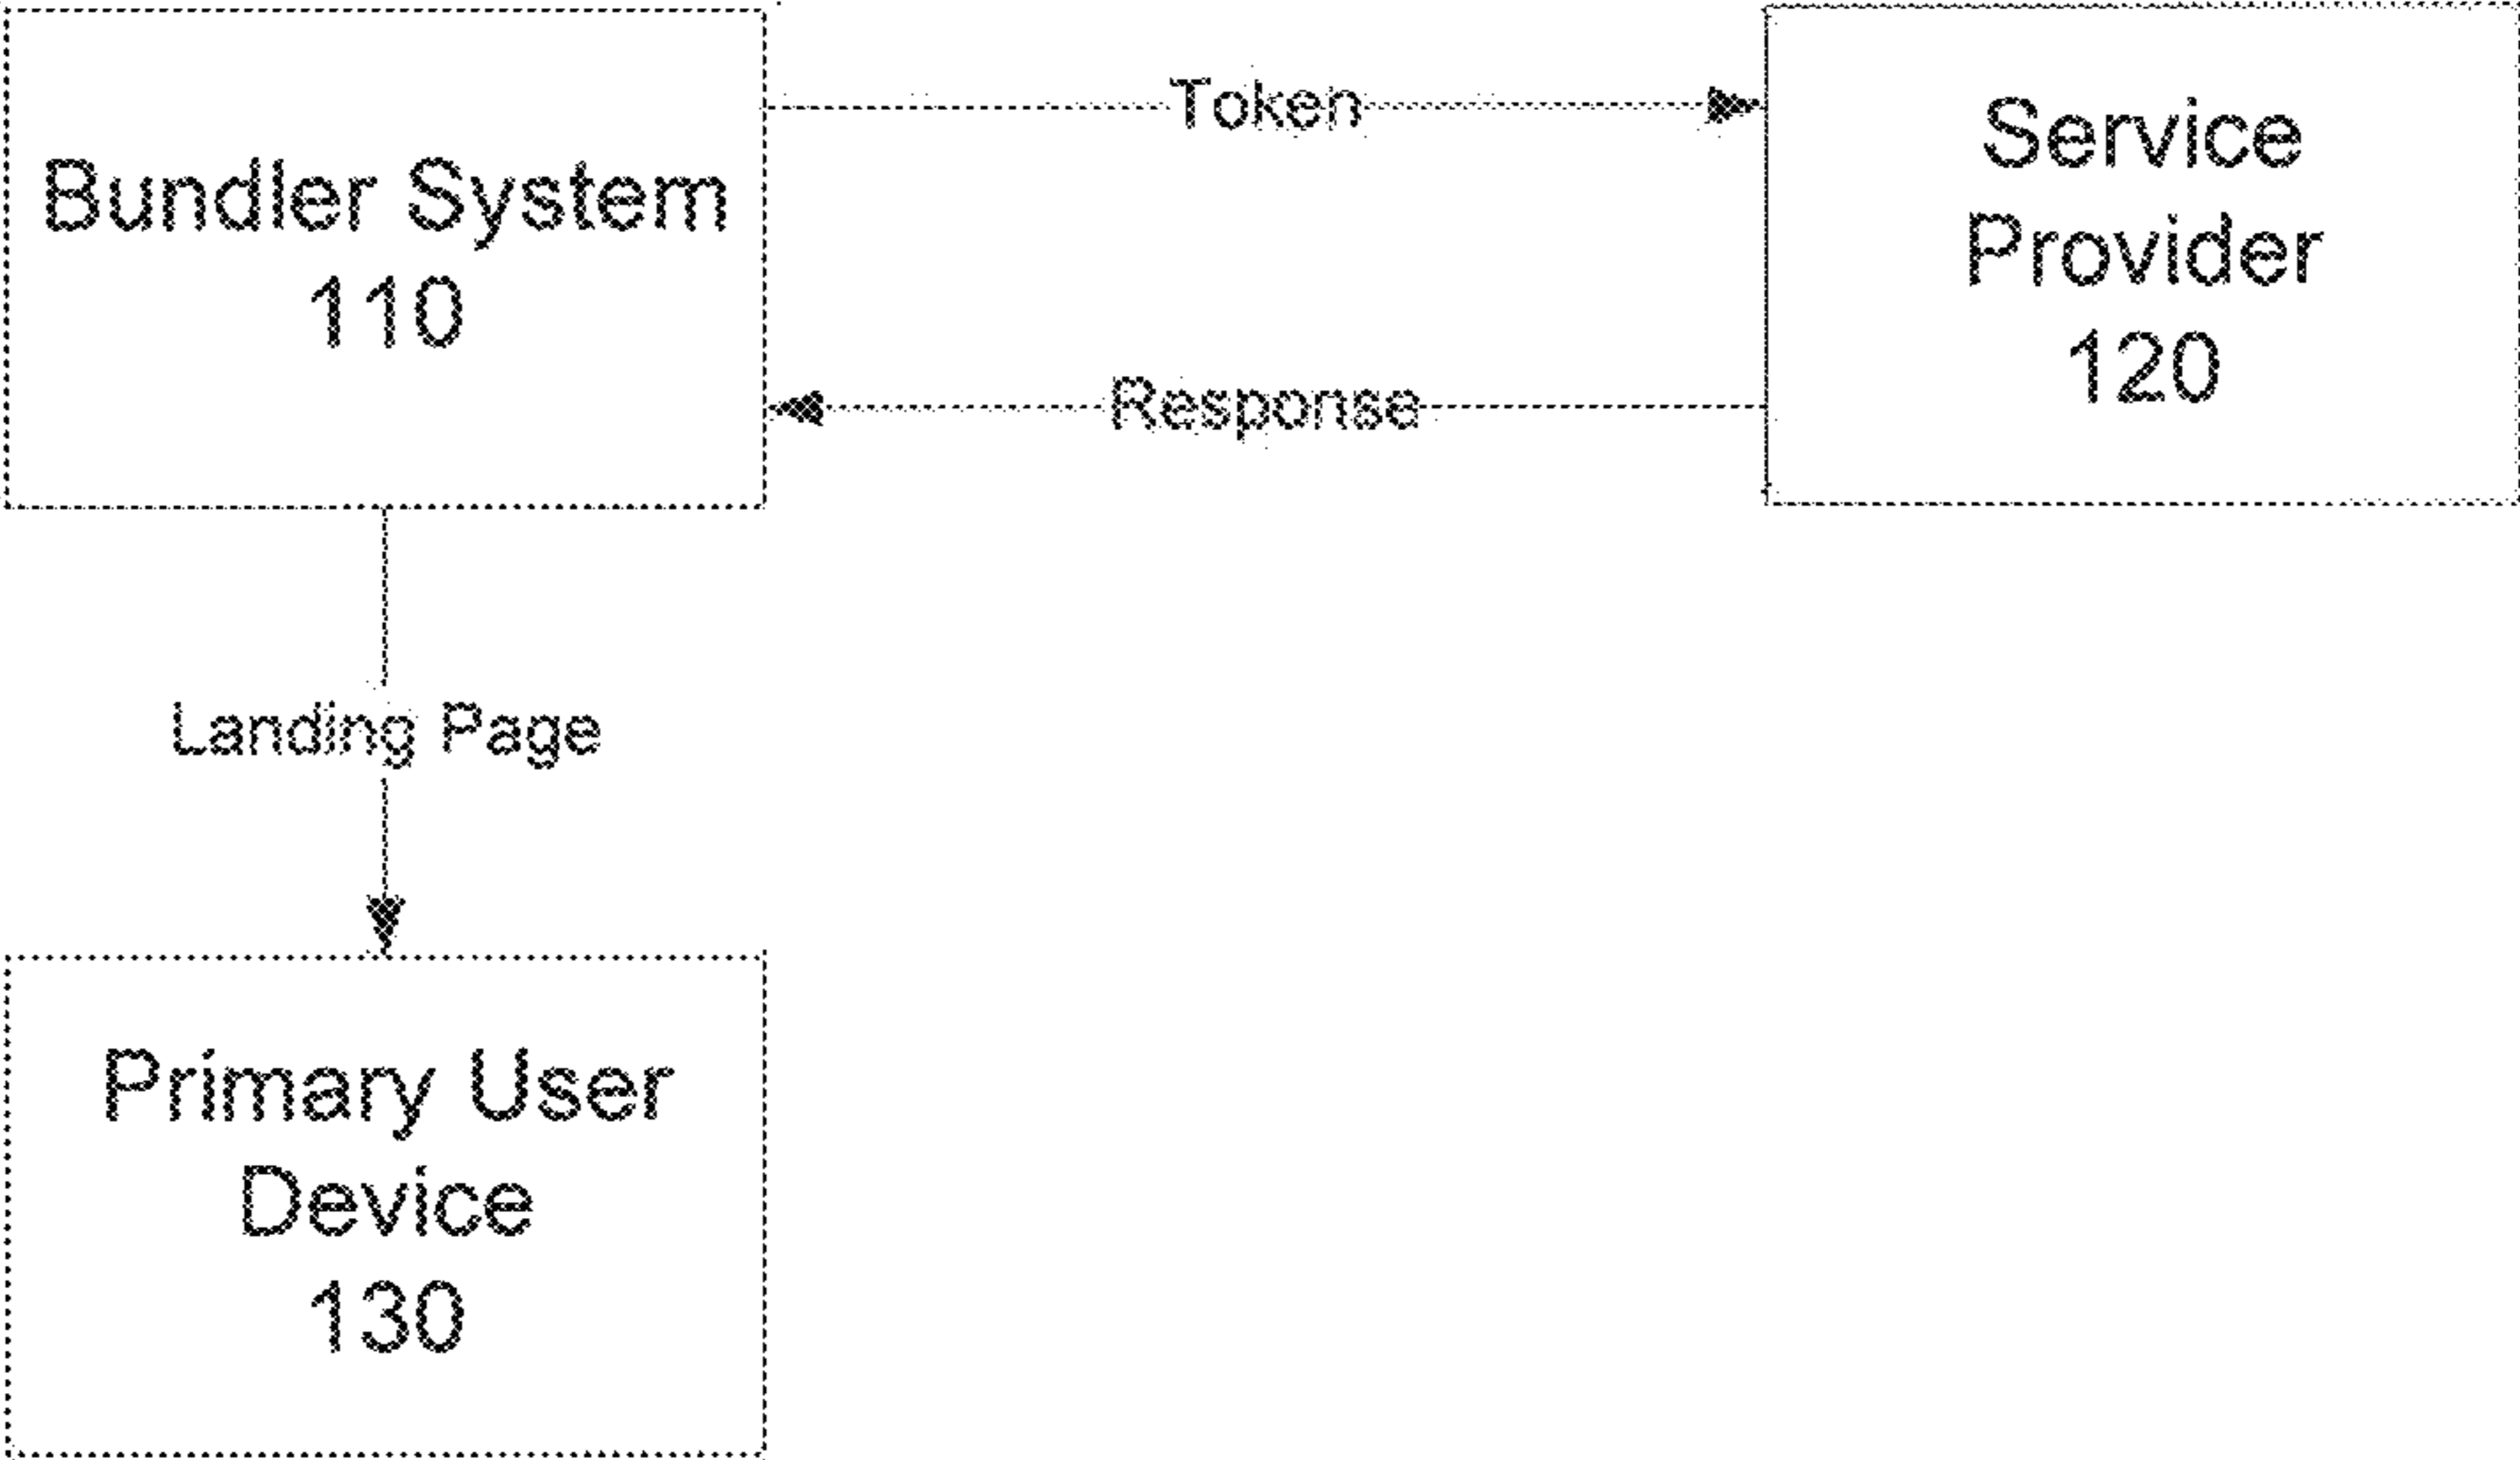 Bundler System
110
Token
Service
Provider
120
Response
Landing Page
Primary User
Device
130